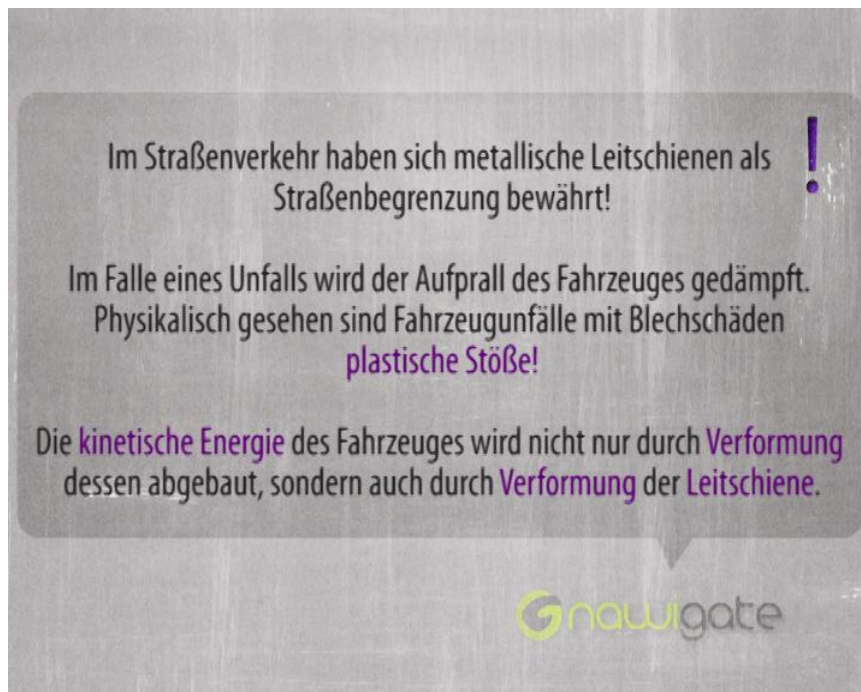 Im Straßenverkehr haben sich metallische Leitschienen als
Straßenbegrenzung bewährt!
!
Im Falle eines Unfalls wird der Aufprall des Fahrzeuges gedämpft.
Physikalisch gesehen sind Fahrzeugunfälle mit Blechschäden
plastische Stöße!
Die kinetische Energie des Fahrzeuges wird nicht nur durch Verformung
dessen abgebaut, sondern auch durch Verformung der Leitschiene.
Gnawigate